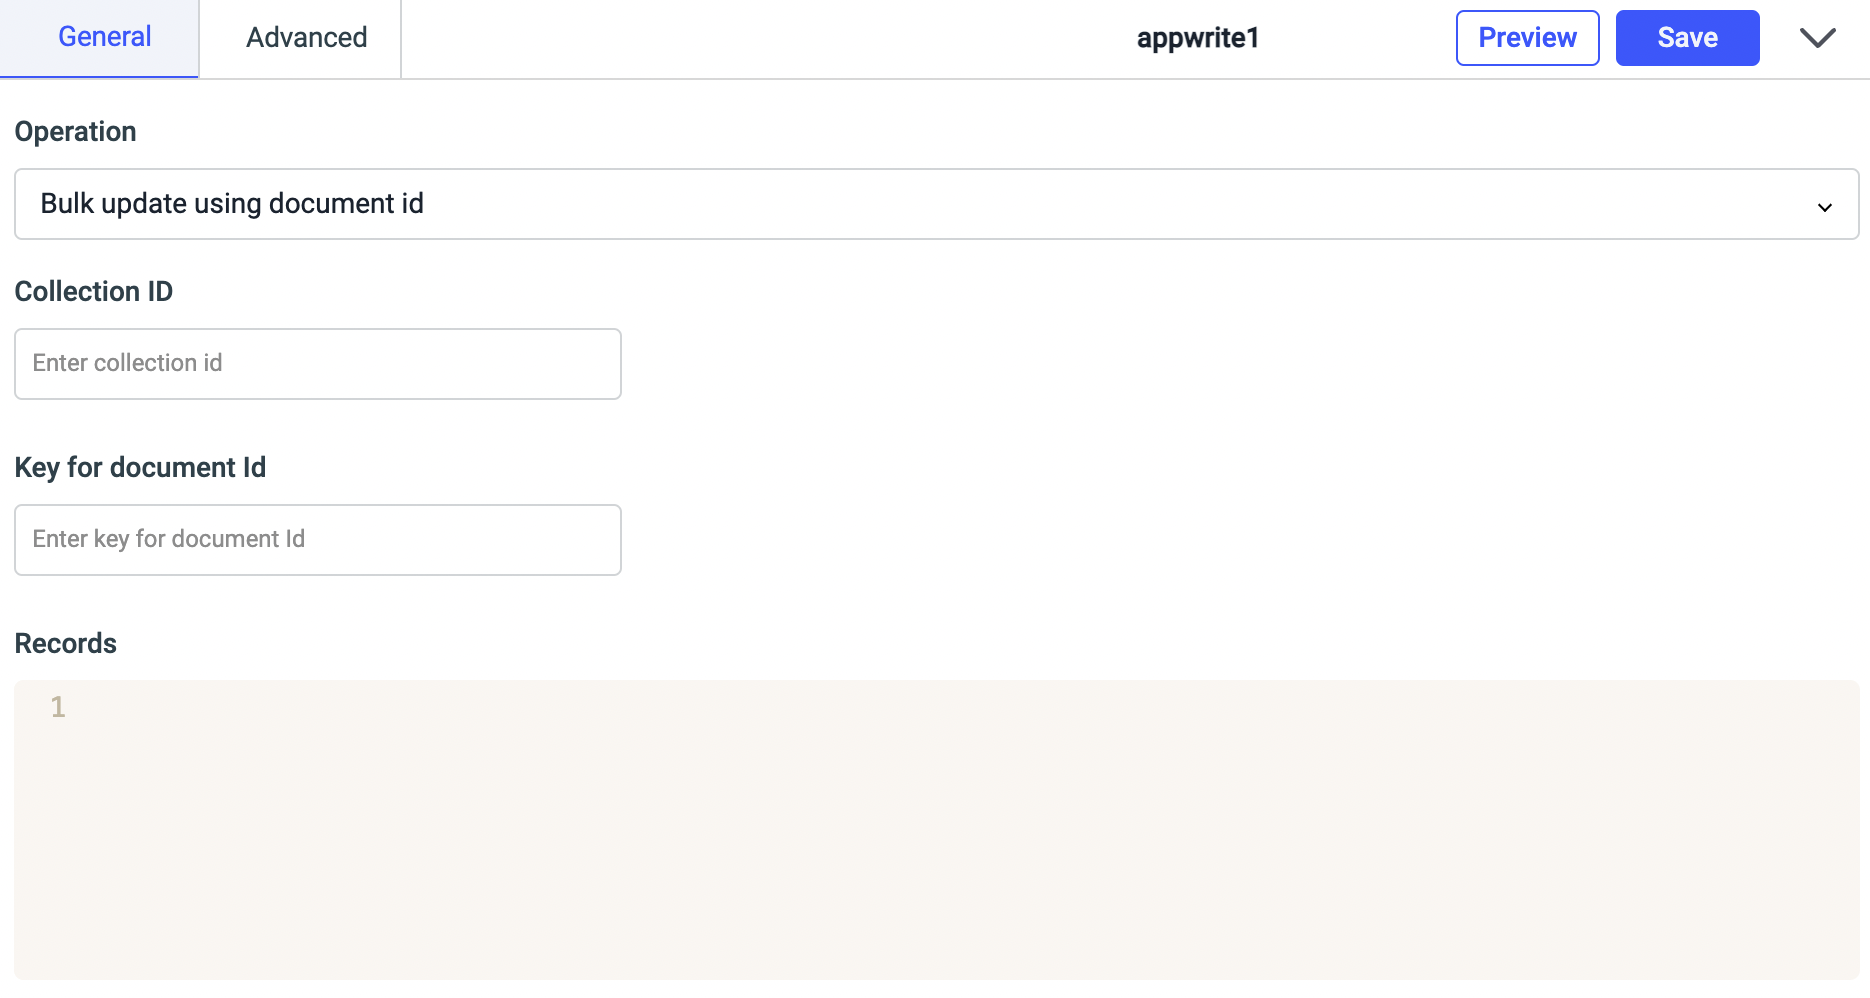 General Advanced appwrite1 Preview Save
Operation
Bulk update using document id
Collection ID
Enter collection id
Key for document Id
Enter key for document Id
Records
1